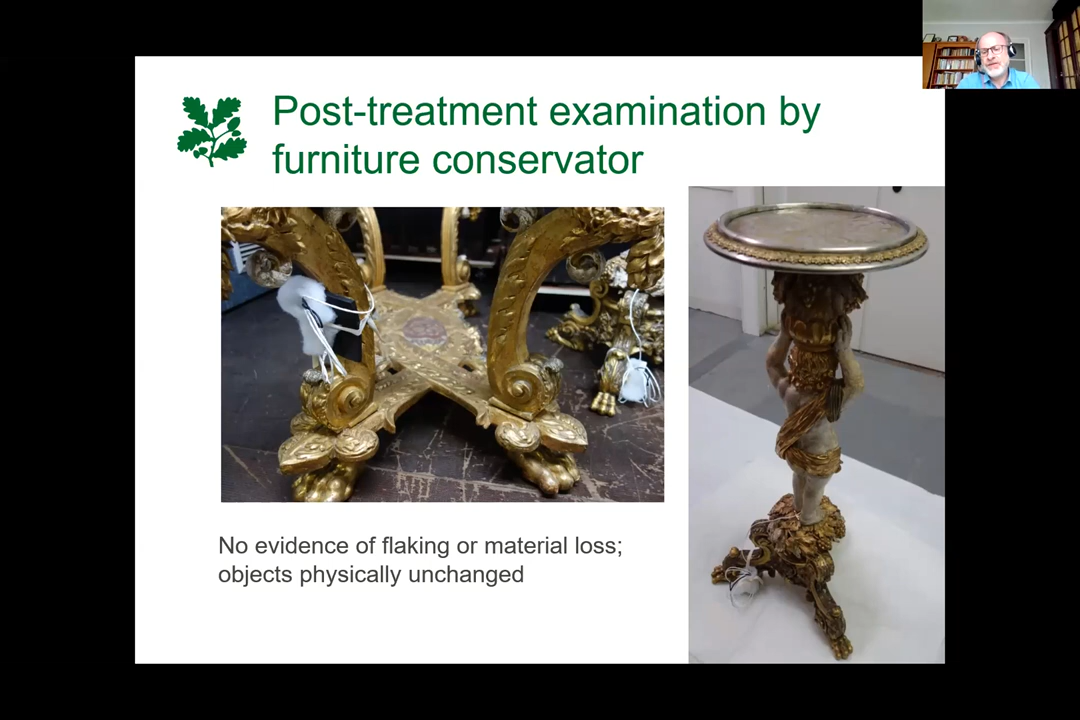 Post-treatment examination by
furniture conservator
No evidence of flaking or material loss;
objects physically unchanged